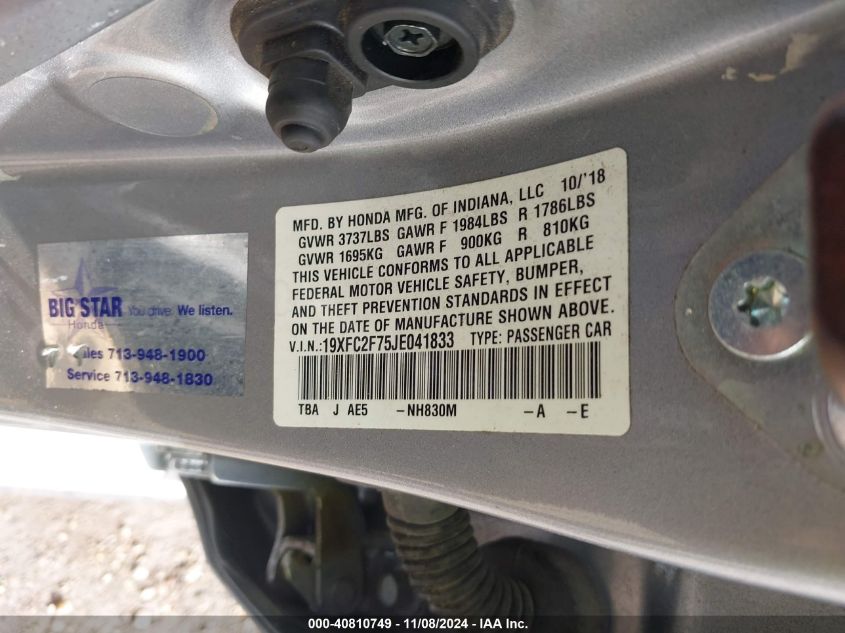 MFD. BY HONDA MFG. OF INDIANA, LLC 10/'18
GVWR 3737LBS GAWR F 1984LBS R 1786LBS
GVWR 1695KG GAWR F 900KG R 810KG
THIS VEHICLE CONFORMS TO ALL APPLICABLE
FEDERAL MOTOR VEHICLE SAFETY, BUMPER,
AND THEFT PREVENTION STANDARDS IN EFFECT
ON THE DATE OF MANUFACTURE SHOWN ABOVE.
V.I.N.:19XFC2F75JE041833 TYPE: PASSENGER CAR
TBA J AE5 -NH830M -A -E
BIG STAR You drive. We listen.
Honda
les 713-948-1900
Service 713-948-1830
000-40810749 - 11/08/2024 - IAA Inc.